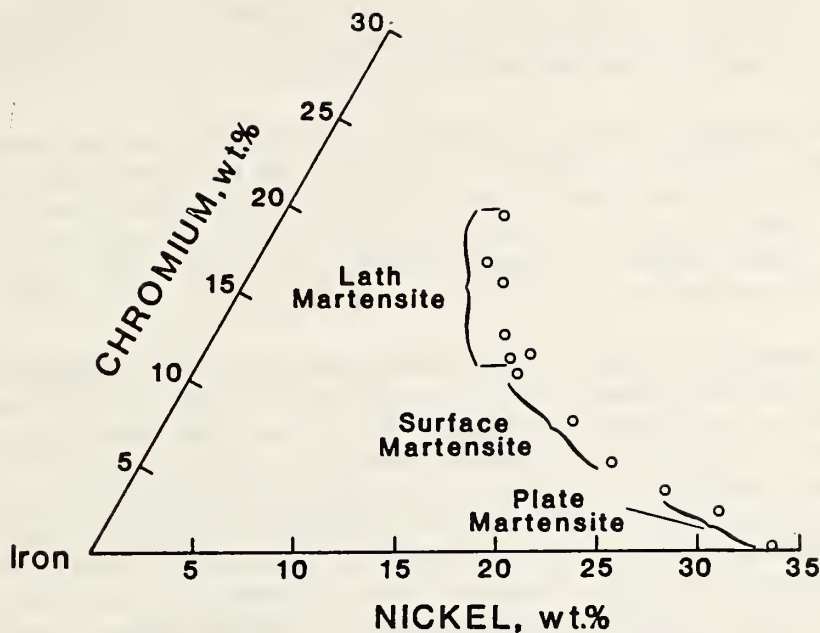 30
25
20
15
10
5
CHROMIUM, wt.%
Lath
Martensite
Surface
Martensite
Plate
Martensite
Iron
5 10 15 20 25 30 35
NICKEL, wt.%